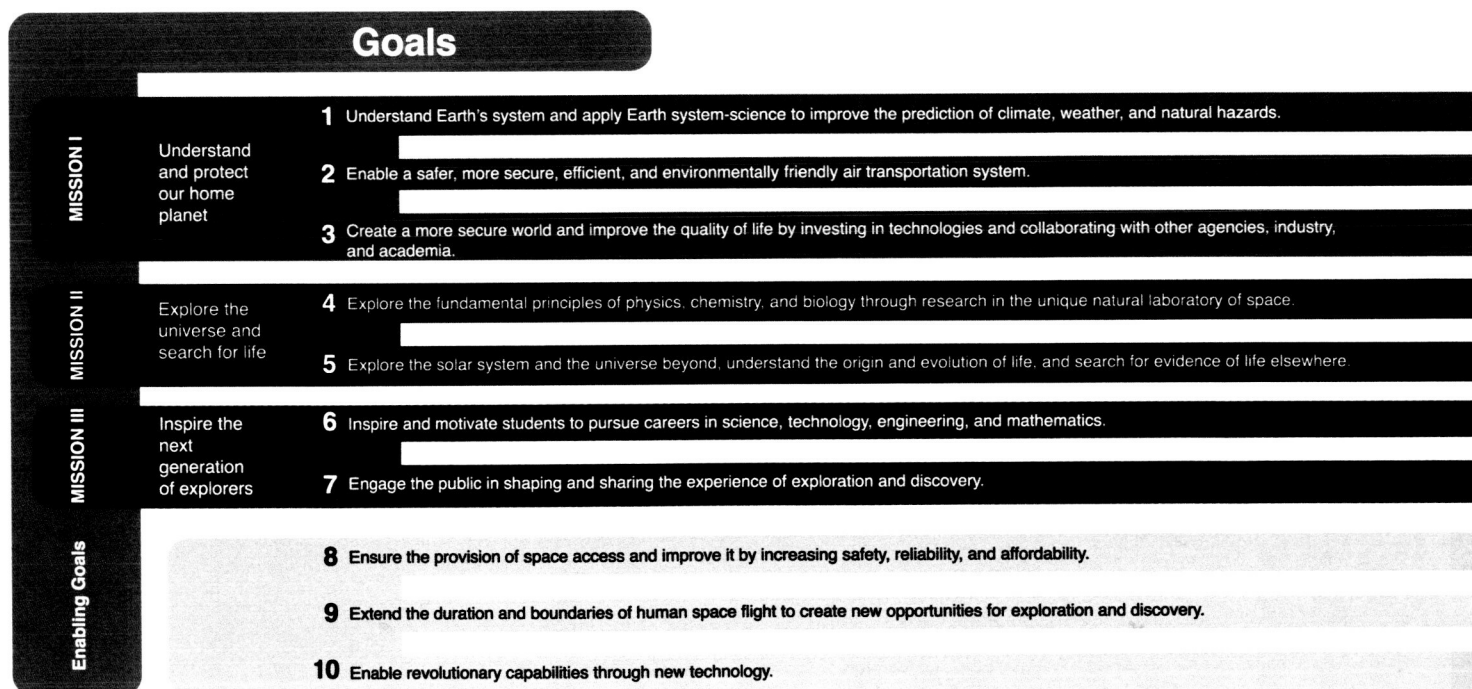 Goals
MISSION I
Understand
and protect
our home
planet
1 Understand Earth's system and apply Earth system-science to improve the prediction of climate, weather, and natural hazards.
2 Enable a safer, more secure, efficient, and environmentally friendly air transportation system.
3 Create a more secure world and improve the quality of life by investing in technologies and collaborating with other agencies, industry,
and academia.
MISSION II
Explore the
universe and
search for life
4 Explore the fundamental principles of physics, chemistry, and biology through research in the unique natural laboratory of space.
5 Explore the solar system and the universe beyond, understand the origin and evolution of life, and search for evidence of life elsewhere.
MISSION III
Inspire the
next
generation
of explorers
6 Inspire and motivate students to pursue careers in science, technology, engineering, and mathematics.
7 Engage the public in shaping and sharing the experience of exploration and discovery.
Enabling Goals
8 Ensure the provision of space access and improve it by increasing safety, reliability, and affordability.
9 Extend the duration and boundaries of human space flight to create new opportunities for exploration and discovery.
10 Enable revolutionary capabilities through new technology.